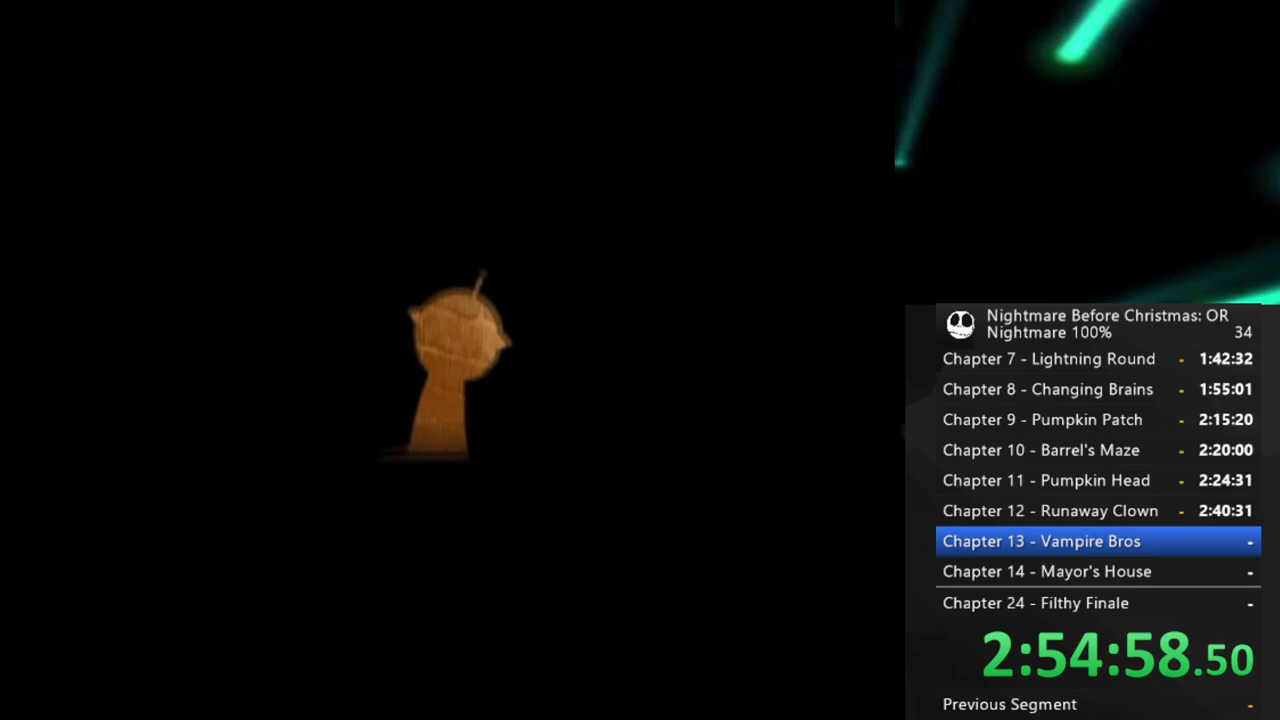 Nightmare Before Christmas: OR
Nightmare 100% 34
Chapter 7 - Lightning Round - 1:42:32
Chapter 8 - Changing Brains - 1:55:01
Chapter 9 - Pumpkin Patch - 2:15:20
Chapter 10 - Barrel's Maze - 2:20:00
Chapter 11 - Pumpkin Head - 2:24:31
Chapter 12 - Runaway Clown - 2:40:31
Chapter 13 - Vampire Bros -
Chapter 14 - Mayor's House -
Chapter 24 - Filthy Finale -
2:54:58.50
Previous Segment -